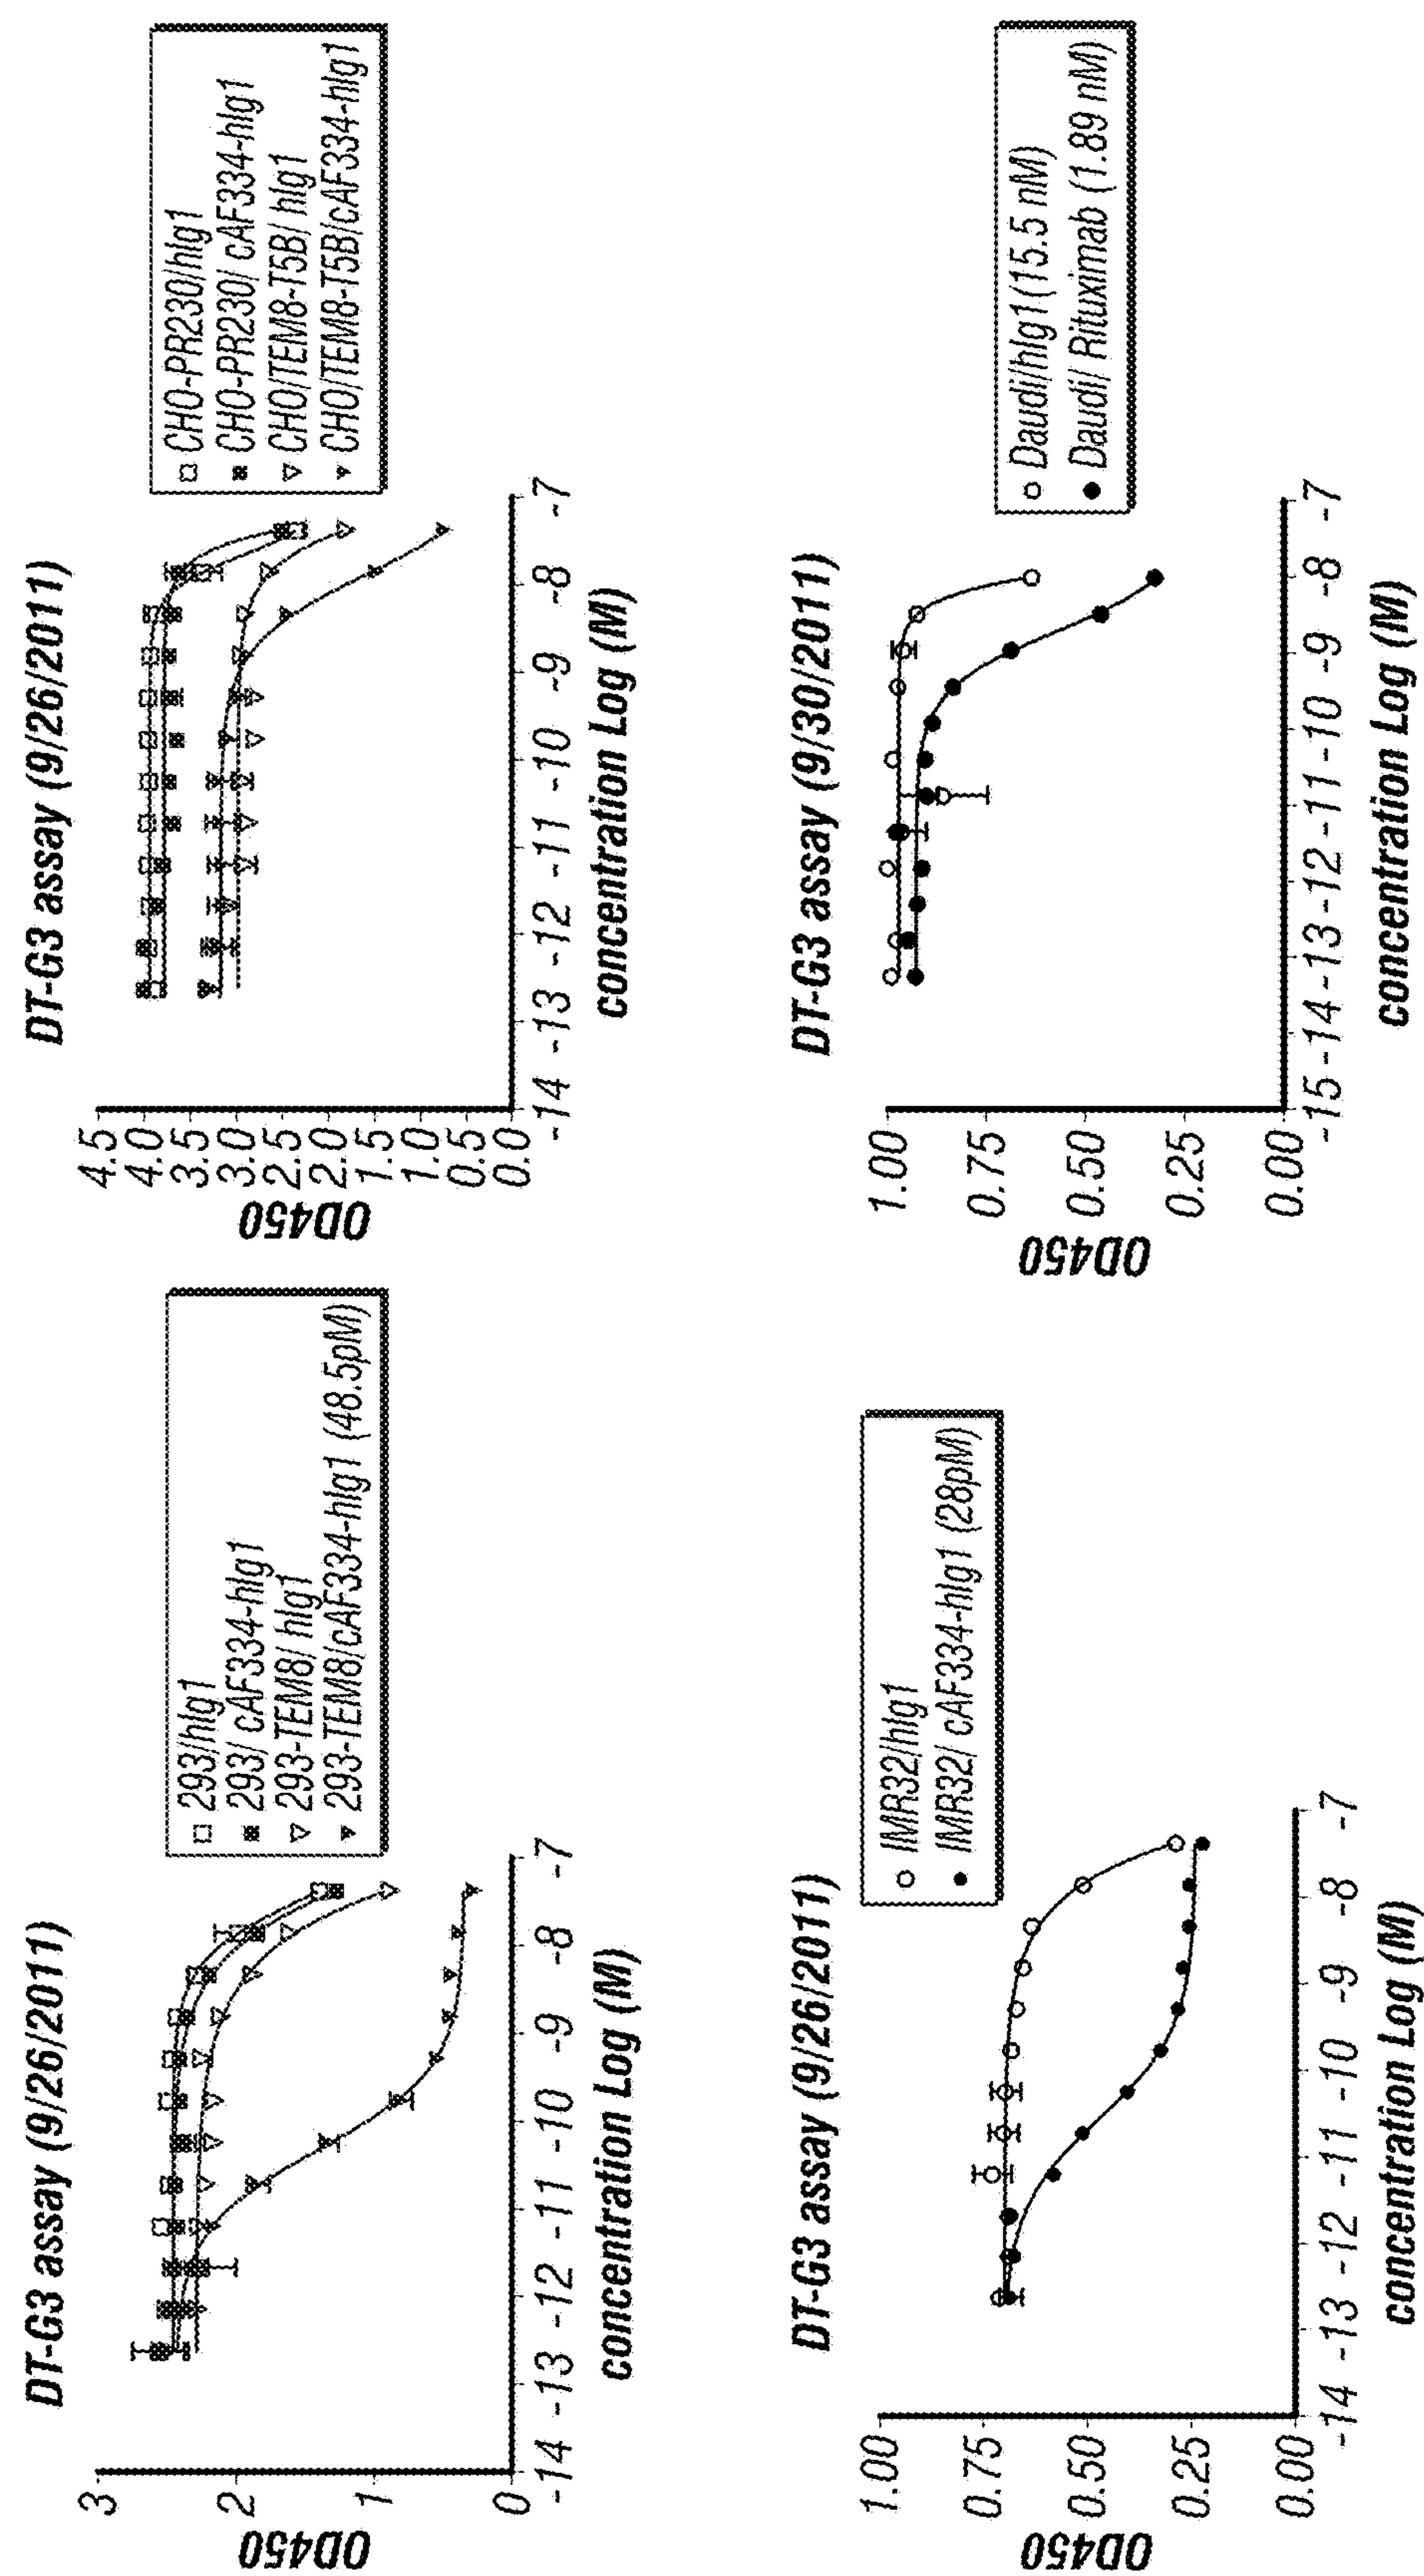 DT-G3 assay (9/26/2011)
OD450
3
2
1
0
-14 -13 -12 -11 -10 -9 -8 -7
concentration Log (M)
293/hIg1
293/ cAF334-hIg1
293-TEM8/ hIg1
293-TEM8/cAF334-hIg1 (48.5pM)
DT-G3 assay (9/26/2011)
OD450
4.5
4.0
3.5
3.0
2.5
2.0
1.5
1.0
0.5
0.0
-14 -13 -12 -11 -10 -9 -8 -7
concentration Log (M)
CHO-PR230/hIg1
CHO-PR230/ cAF334-hIg1
CHO/TEM8-T5B/ hIg1
CHO/TEM8-T5B/cAF334-hIg1
DT-G3 assay (9/26/2011)
OD450
1.00
0.75
0.50
0.25
0.00
-14 -13 -12 -11 -10 -9 -8 -7
concentration Log (M)
IMR32/hIg1
IMR32/ cAF334-hIg1 (28pM)
DT-G3 assay (9/30/2011)
OD450
1.00
0.75
0.50
0.25
0.00
-15 -14 -13 -12 -11 -10 -9 -8 -7
concentration Log (M)
Daudi/hIg1(15.5 nM)
Daudi/ Rituximab (1.89 nM)